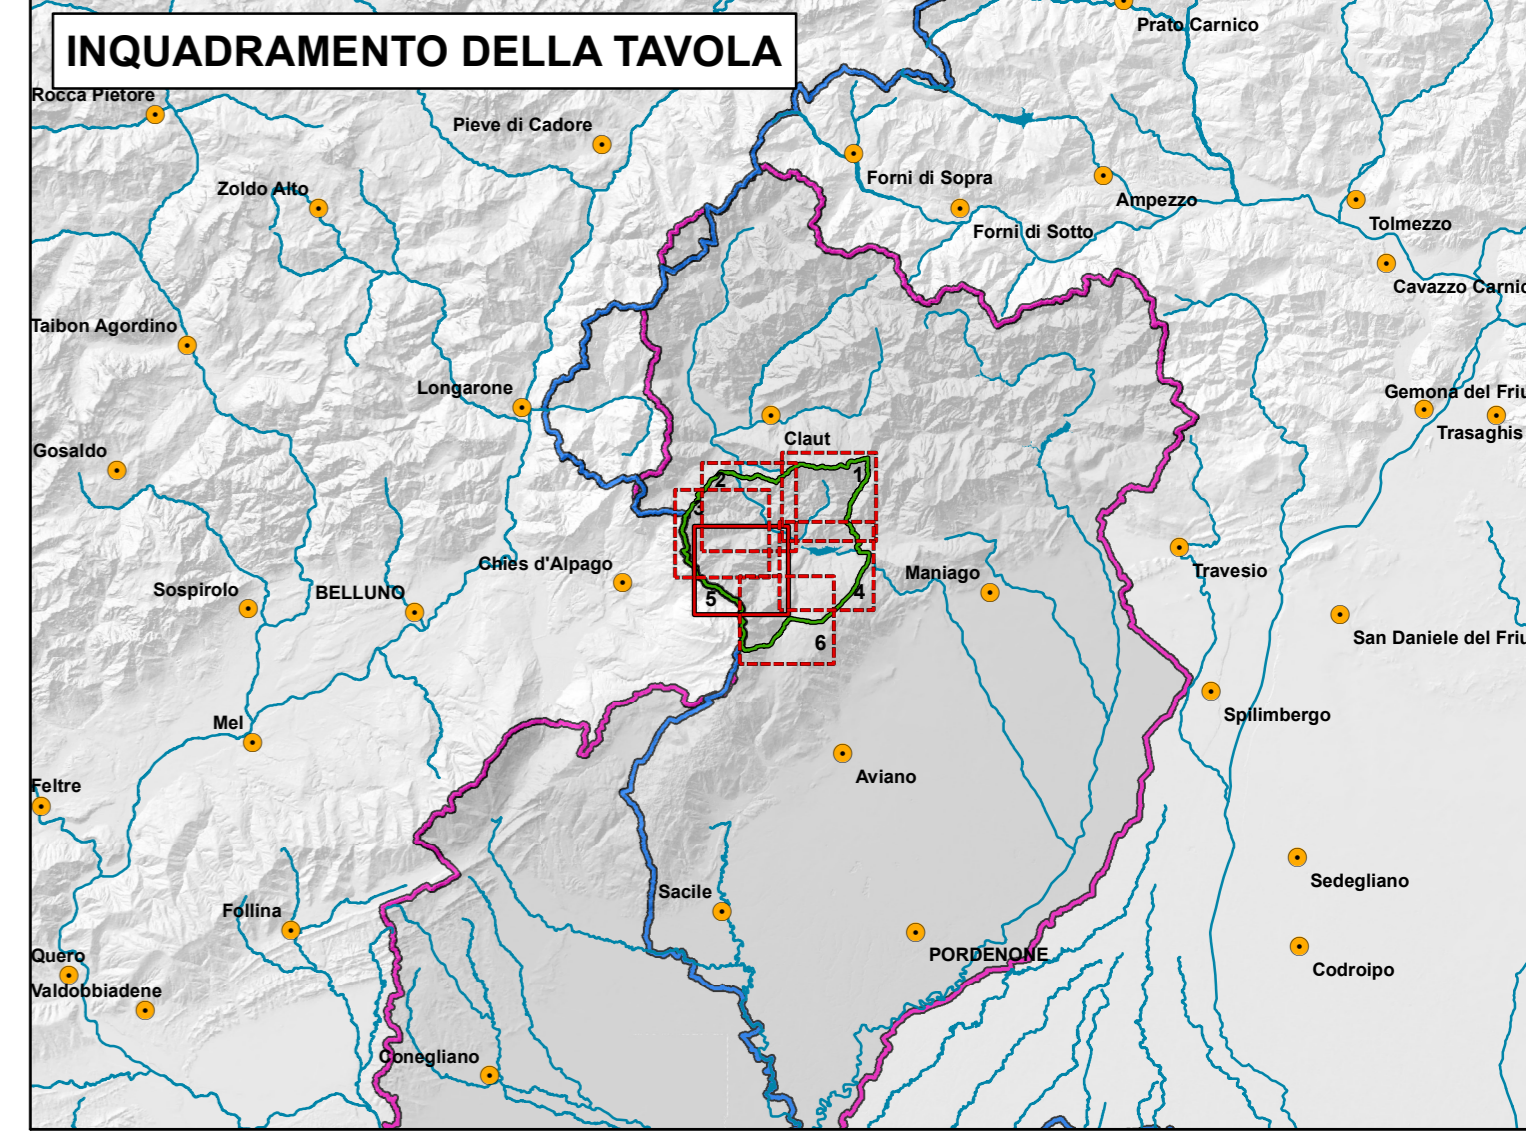 INQUADRAMENTO DELLA TAVOLA
Prato Carnico
Rocca Pietore
Pieve di Cadore
Forni di Sopra
Zoldo Alto
Ampezzo
Tolmezzo
Forni di Sotto
Cavazzo Carnic
Taibon Agordino
Longarone
Gemona del Friu
Trasaghis
Claut
Gosaldo
1
2
3
Chies d'Alpago
Maniago
Travesio
Sospirolo
BELLUNO
5
4
San Daniele del Friu
6
Mel
Spilimbergo
Aviano
Feltre
Sedegliano
Sacile
Follina
PORDENONE
Quero
Codroipo
Valdobbiadene
Conegliano